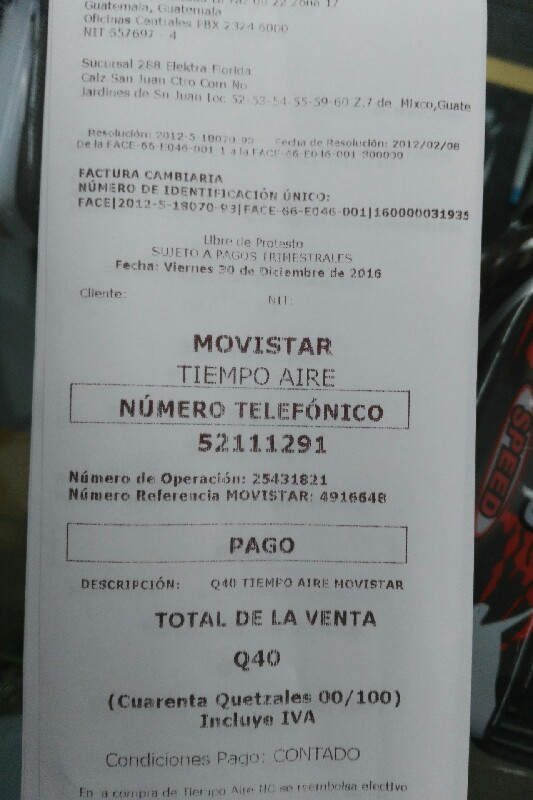 Guatemala, Guatemala
Oficinas Centrales PBX 2324 6000
NIT 657697 - 4
Sucursal 288 Elektra Florida
Calz San Juan Ctro Com No
Jardines de Sn Juan Loc 52-53-54-55-59-60 Z.7 de Mixco,Guate
Resolución: 2012-5-18070-93 Fecha de Resolución: 2012/02/08
De la FACE-66-E046-001-1 a la FACE-66-E046-001-300000
FACTURA CAMBIARIA
NÚMERO DE IDENTIFICACIÓN ÚNICO:
FACE|2012-5-18070-93|FACE-66-E046-001|160000031935
Libre de Protesto
SUJETO A PAGOS TRIMESTRALES
Fecha: Viernes 30 de Diciembre de 2016
Cliente: NIT:
MOVISTAR
TIEMPO AIRE
NÚMERO TELEFÓNICO
52111291
Número de Operación: 25431821
Número Referencia MOVISTAR: 4916648
PAGO
DESCRIPCIÓN: Q40 TIEMPO AIRE MOVISTAR
TOTAL DE LA VENTA
Q40
(Cuarenta Quetzales 00/100)
Incluye IVA
Condiciones Pago: CONTADO
En la compra de Tiempo Aire NO se reembolsa efectivo
SPEED